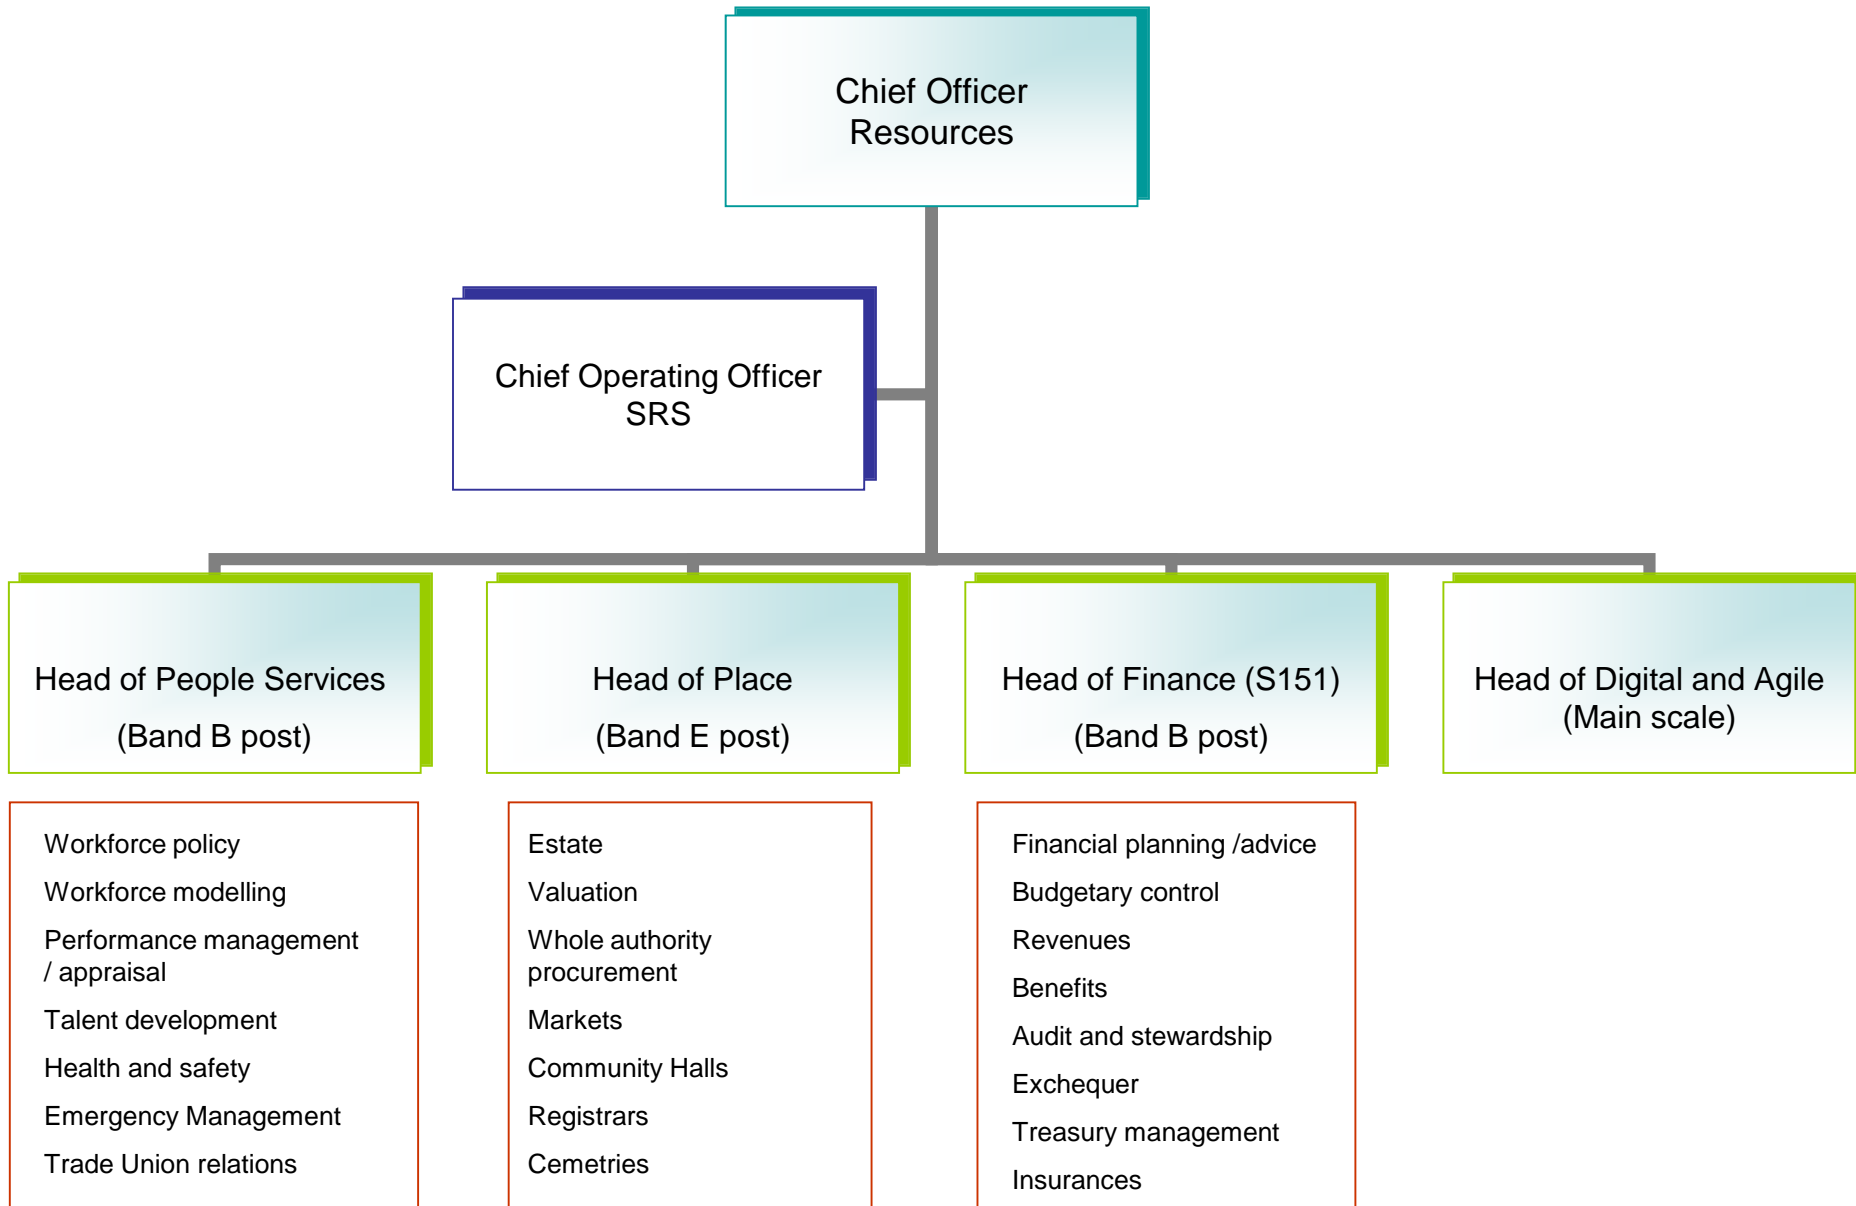 Chief Officer
Resources
Chief Operating Officer
SRS
Head of People Services
(Band B post)
Head of Place
(Band E post)
Head of Finance (S151)
(Band B post)
Head of Digital and Agile
(Main scale)
Workforce policy
Workforce modelling
Performance management
/ appraisal
Talent development
Health and safety
Emergency Management
Trade Union relations
Estate
Valuation
Whole authority
procurement
Markets
Community Halls
Registrars
Cemetries
Financial planning /advice
Budgetary control
Revenues
Benefits
Audit and stewardship
Exchequer
Treasury management
Insurances